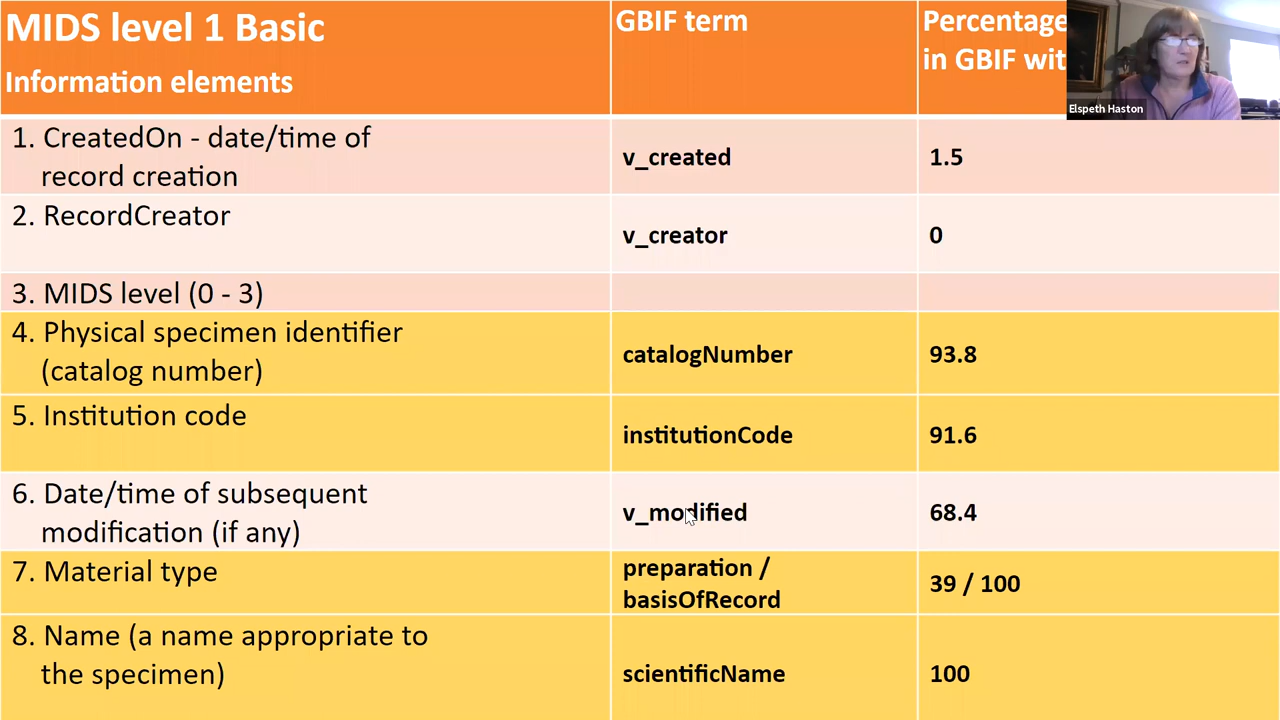 MIDS level 1 Basic
Information elements
GBIF term
Percentage
in GBIF wit
Elspeth Haston
1. CreatedOn - date/time of
record creation
v_created
1.5
2. RecordCreator
v_creator
0
3. MIDS level (0 - 3)
4. Physical specimen identifier
(catalog number)
catalogNumber
93.8
5. Institution code
institutionCode
91.6
6. Date/time of subsequent
modification (if any)
v_modified
68.4
7. Material type
preparation /
basisOfRecord
39 / 100
8. Name (a name appropriate to
the specimen)
scientificName
100